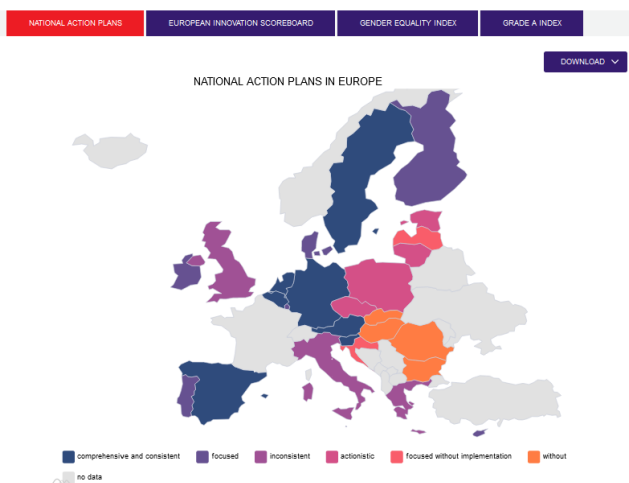 NATIONAL ACTION PLANS EUROPEAN INNOVATION SCOREBOARD GENDER EQUALITY INDEX GRADE A INDEX
DOWNLOAD
NATIONAL ACTION PLANS IN EUROPE
comprehensive and consistent focused inconsistent actionistic focused without implementation without
no data